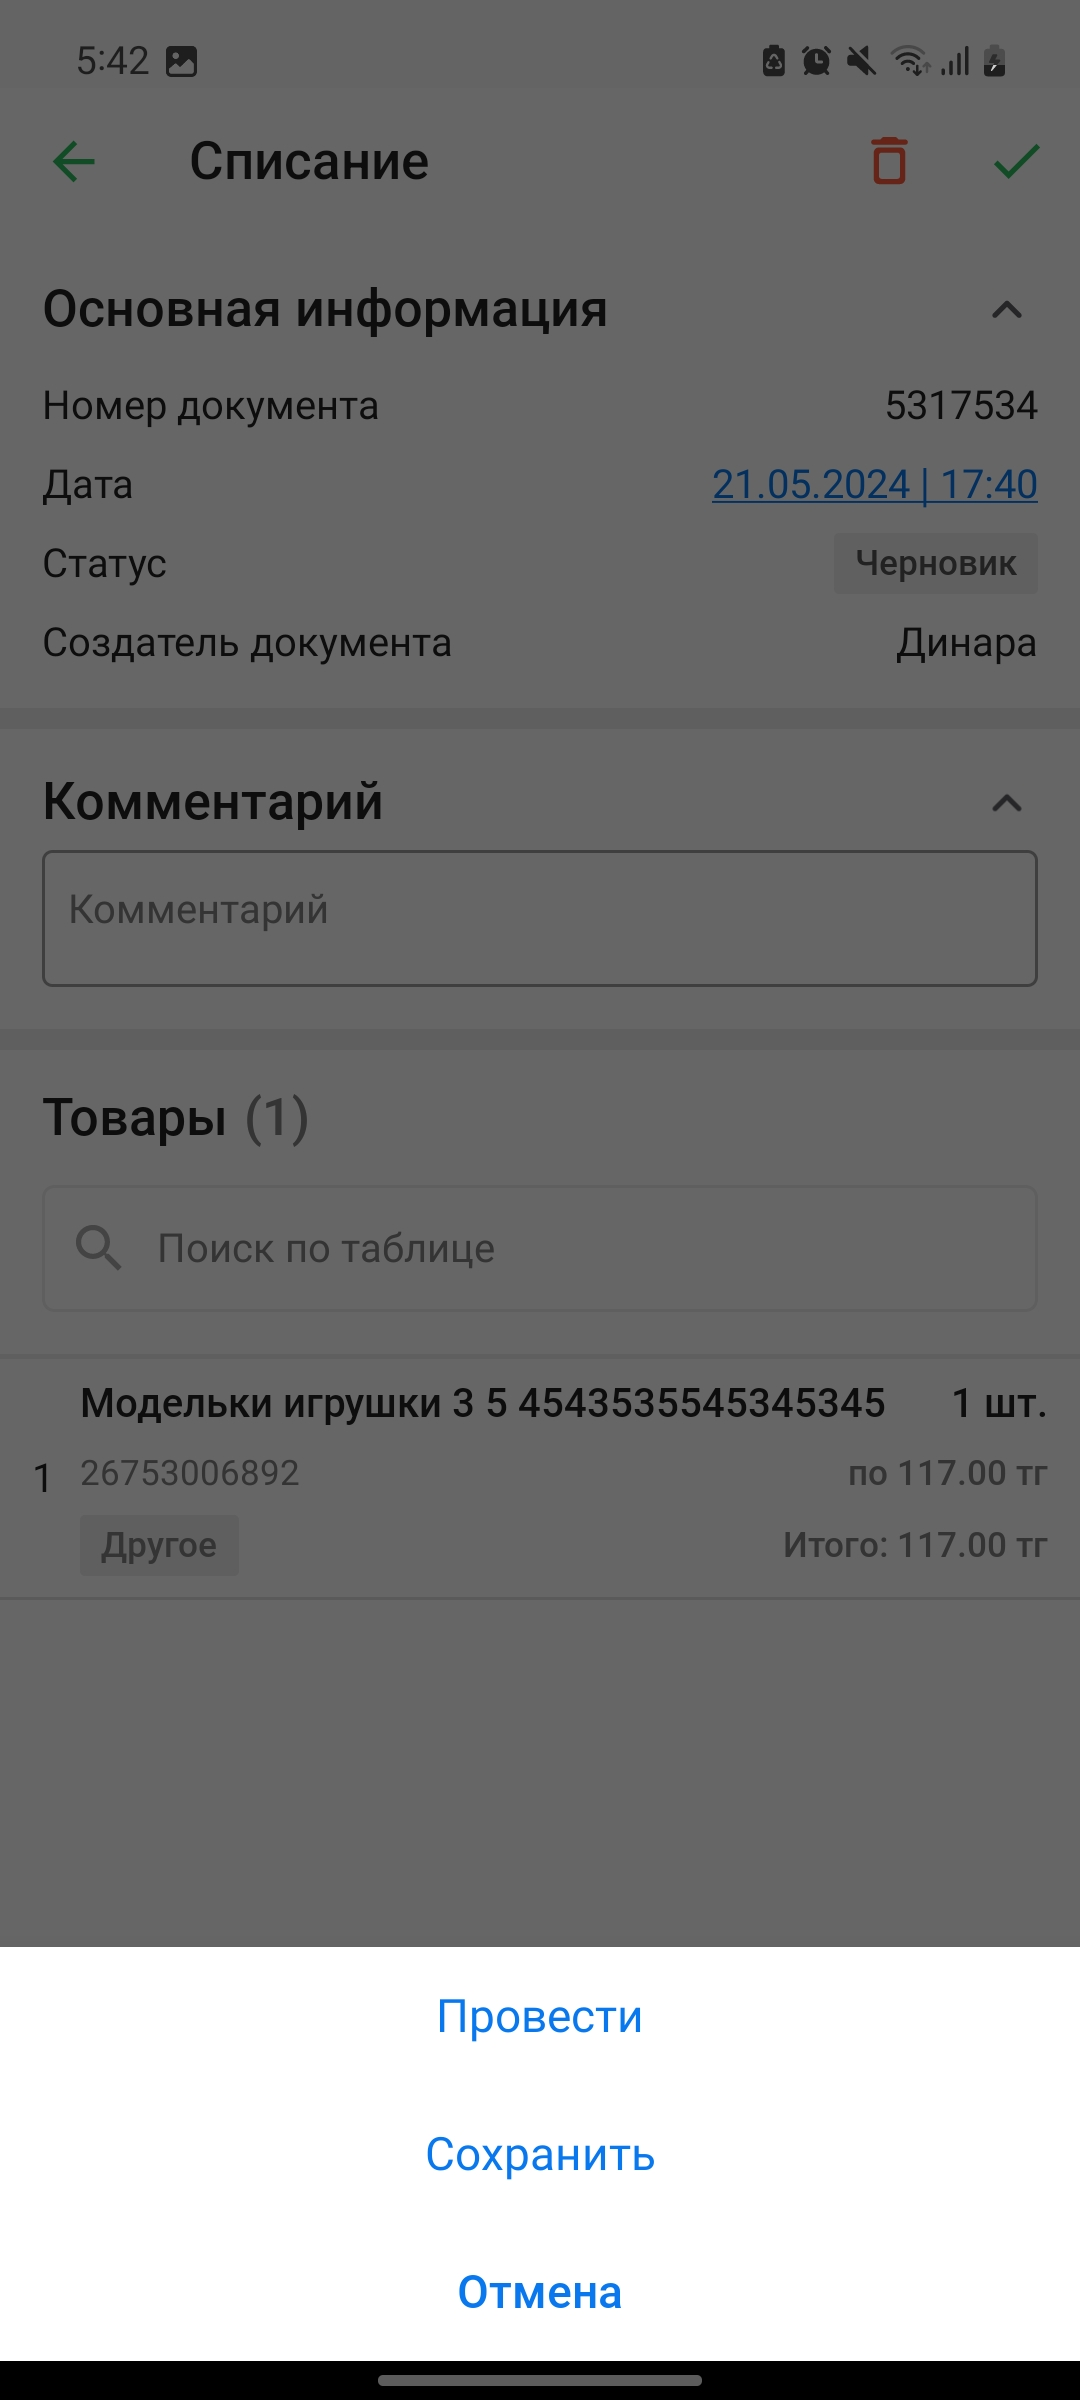 5:42
Списание
Основная информация
Номер документа 5317534
Дата 21.05.2024 | 17:40
Статус Черновик
Создатель документа Динара
Комментарий
Комментарий
Товары (1)
Поиск по таблице
Модельки игрушки 3 5 4543535545345345 1 шт.
1 26753006892 по 117.00 тг
Другое Итого: 117.00 тг
Провести
Сохранить
Отмена